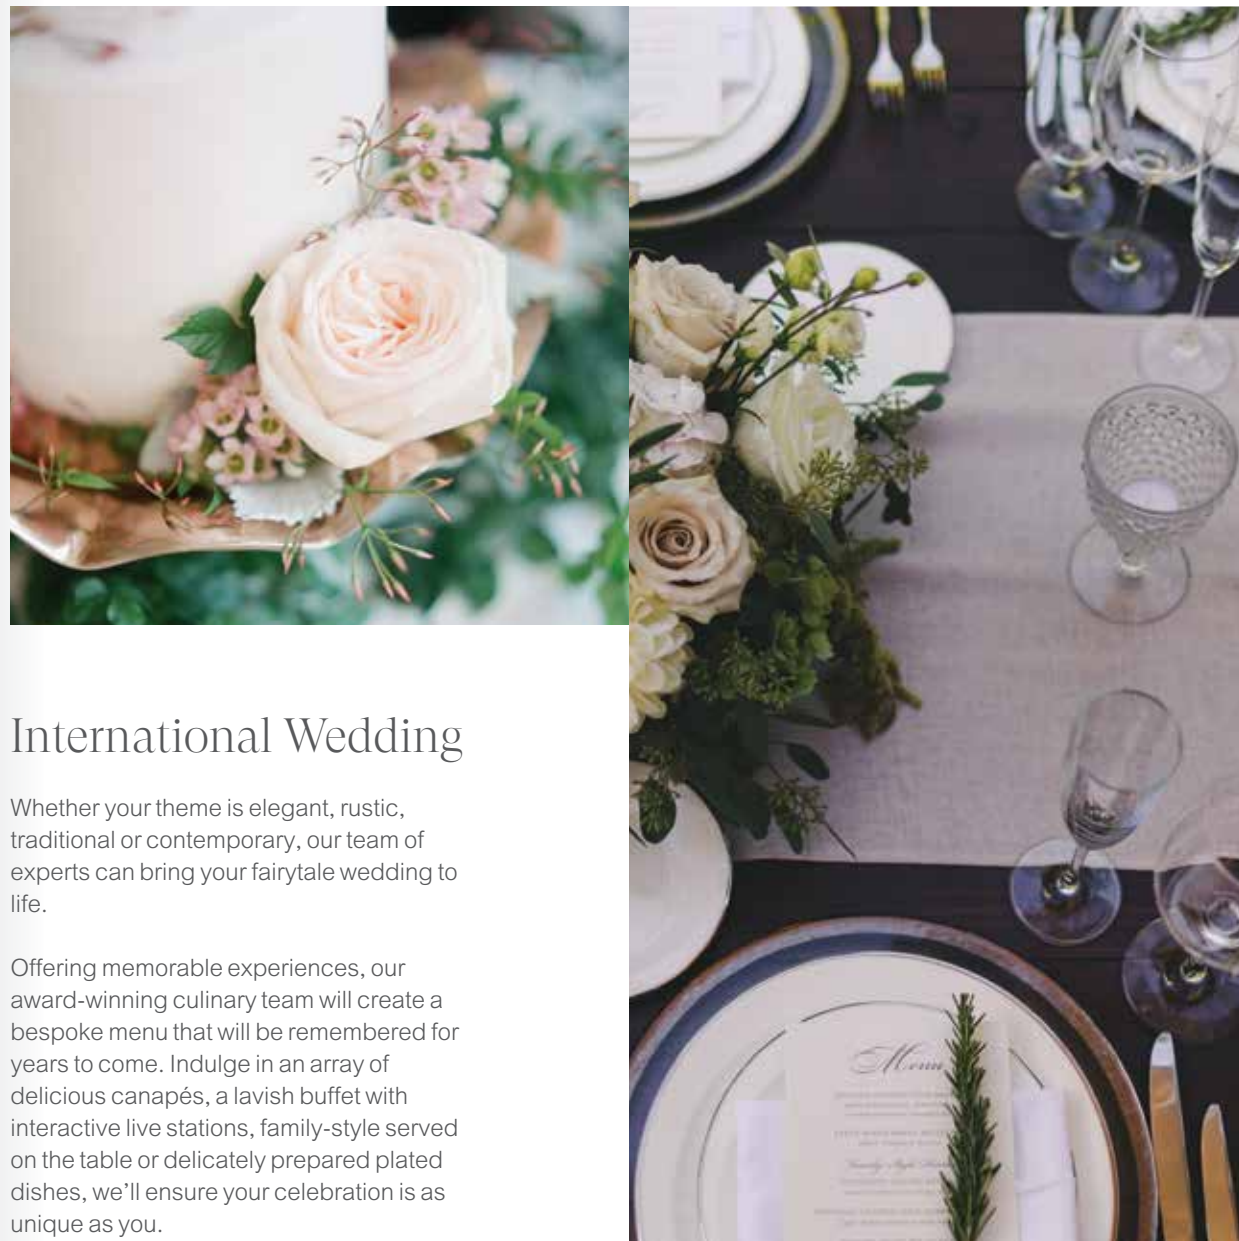 International Wedding
Whether your theme is elegant, rustic,
traditional or contemporary, our team of
experts can bring your fairytale wedding to
life.
Offering memorable experiences, our
award-winning culinary team will create a
bespoke menu that will be remembered for
years to come. Indulge in an array of
delicious canapés, a lavish buffet with
interactive live stations, family-style served
on the table or delicately prepared plated
dishes, we’ll ensure your celebration is as
unique as you.
Menu